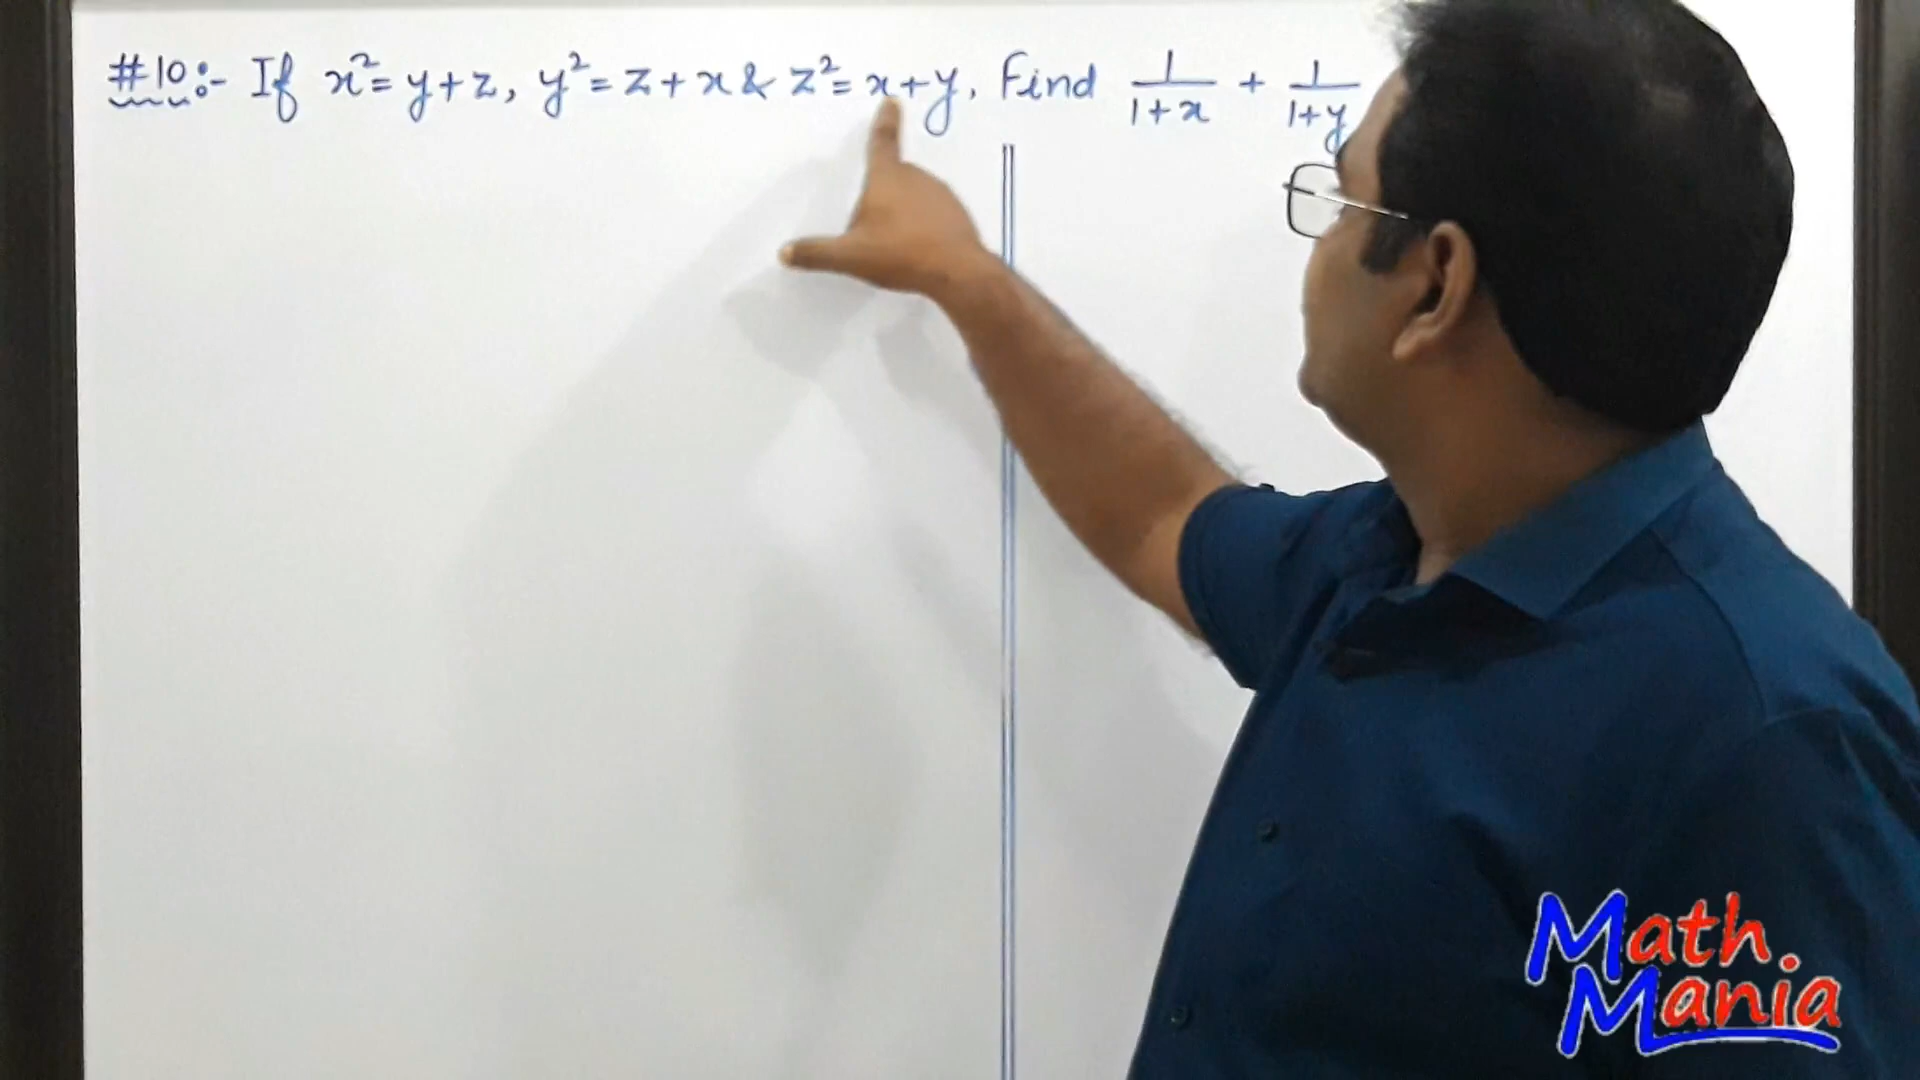 #10:- If x²= y+z, y²= z+x & z²= x+y, Find 1/(1+x) + 1/(1+y
Math
Mania